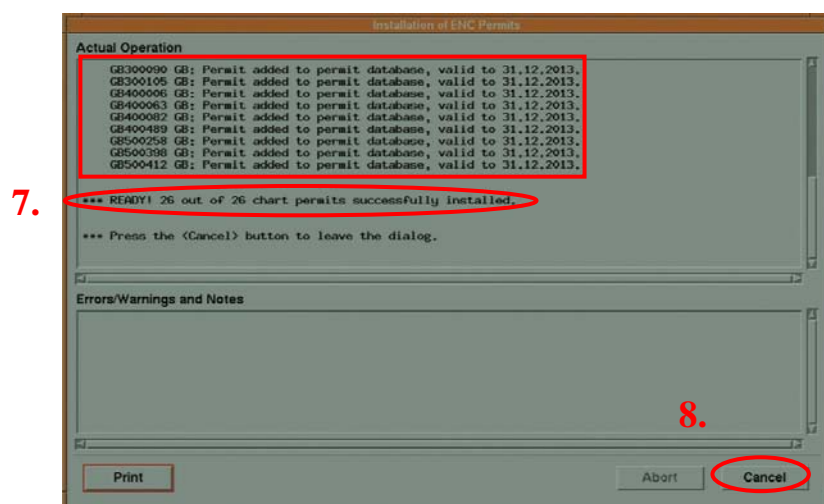 Installation of ENC Permits
Actual Operation
GB300090 GB: Permit added to permit database, valid to 31.12.2013.
GB300105 GB: Permit added to permit database, valid to 31.12.2013.
GB400006 GB: Permit added to permit database, valid to 31.12.2013.
GB400063 GB: Permit added to permit database, valid to 31.12.2013.
GB400082 GB: Permit added to permit database, valid to 31.12.2013.
GB400489 GB: Permit added to permit database, valid to 31.12.2013.
GB500258 GB: Permit added to permit database, valid to 31.12.2013.
GB500398 GB: Permit added to permit database, valid to 31.12.2013.
GB500412 GB: Permit added to permit database, valid to 31.12.2013.
7.
*** READY! 26 out of 26 chart permits successfully installed.
*** Press the <Cancel> button to leave the dialog.
Errors/Warnings and Notes
8.
Print
Abort
Cancel